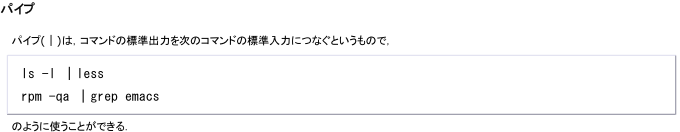 パイプ
パイプ(｜)は，コマンドの標準出力を次のコマンドの標準入力につなぐというもので，
ls -l ｜less
rpm -qa ｜grep emacs
のように使うことができる．